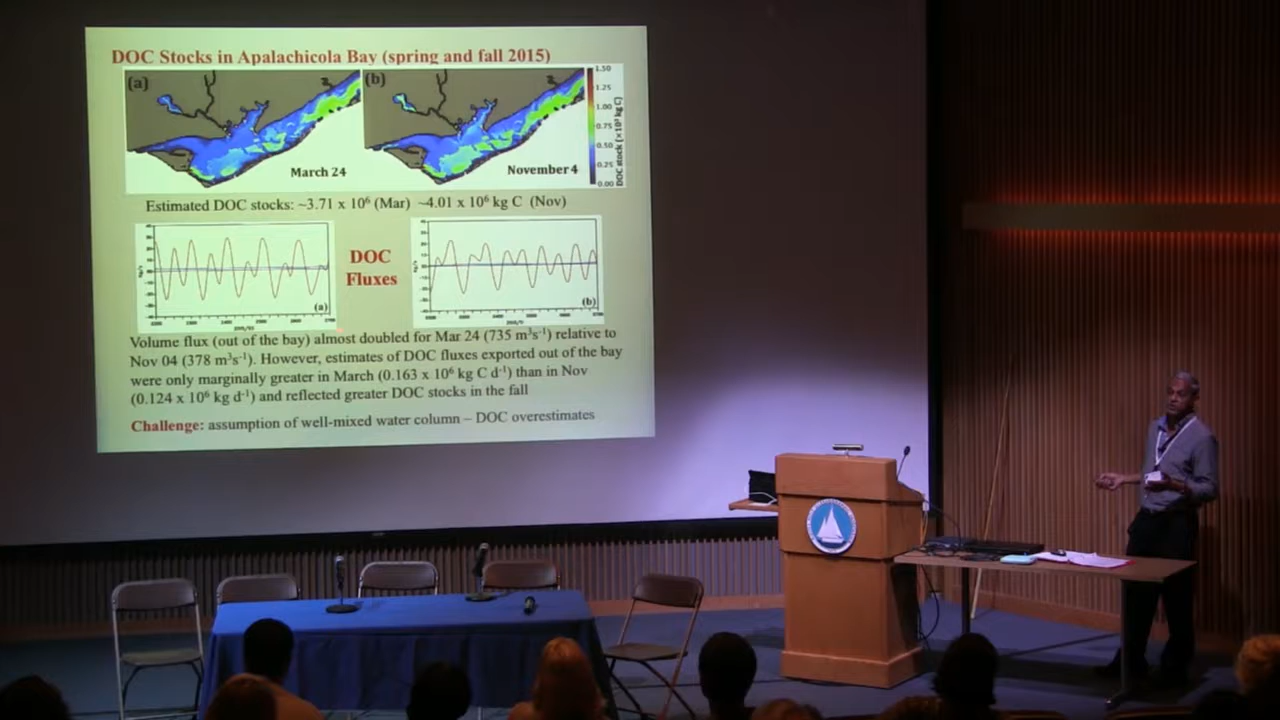 DOC Stocks in Apalachicola Bay (spring and fall 2015)
(a)
(b)
March 24
November 4
1.50
1.25
1.00
0.75
0.50
0.25
0.00
Estimated DOC stocks: ~3.71 x 10⁶ (Mar) ~4.01 x 10⁶ kg C (Nov)
DOC
Fluxes
(a)
(b)
Volume flux (out of the bay) almost doubled for Mar 24 (735 m³s⁻¹) relative to
Nov 04 (378 m³s⁻¹). However, estimates of DOC fluxes exported out of the bay
were only marginally greater in March (0.163 x 10⁶ kg C d⁻¹) than in Nov
(0.124 x 10⁶ kg d⁻¹) and reflected greater DOC stocks in the fall
Challenge: assumption of well-mixed water column – DOC overestimates